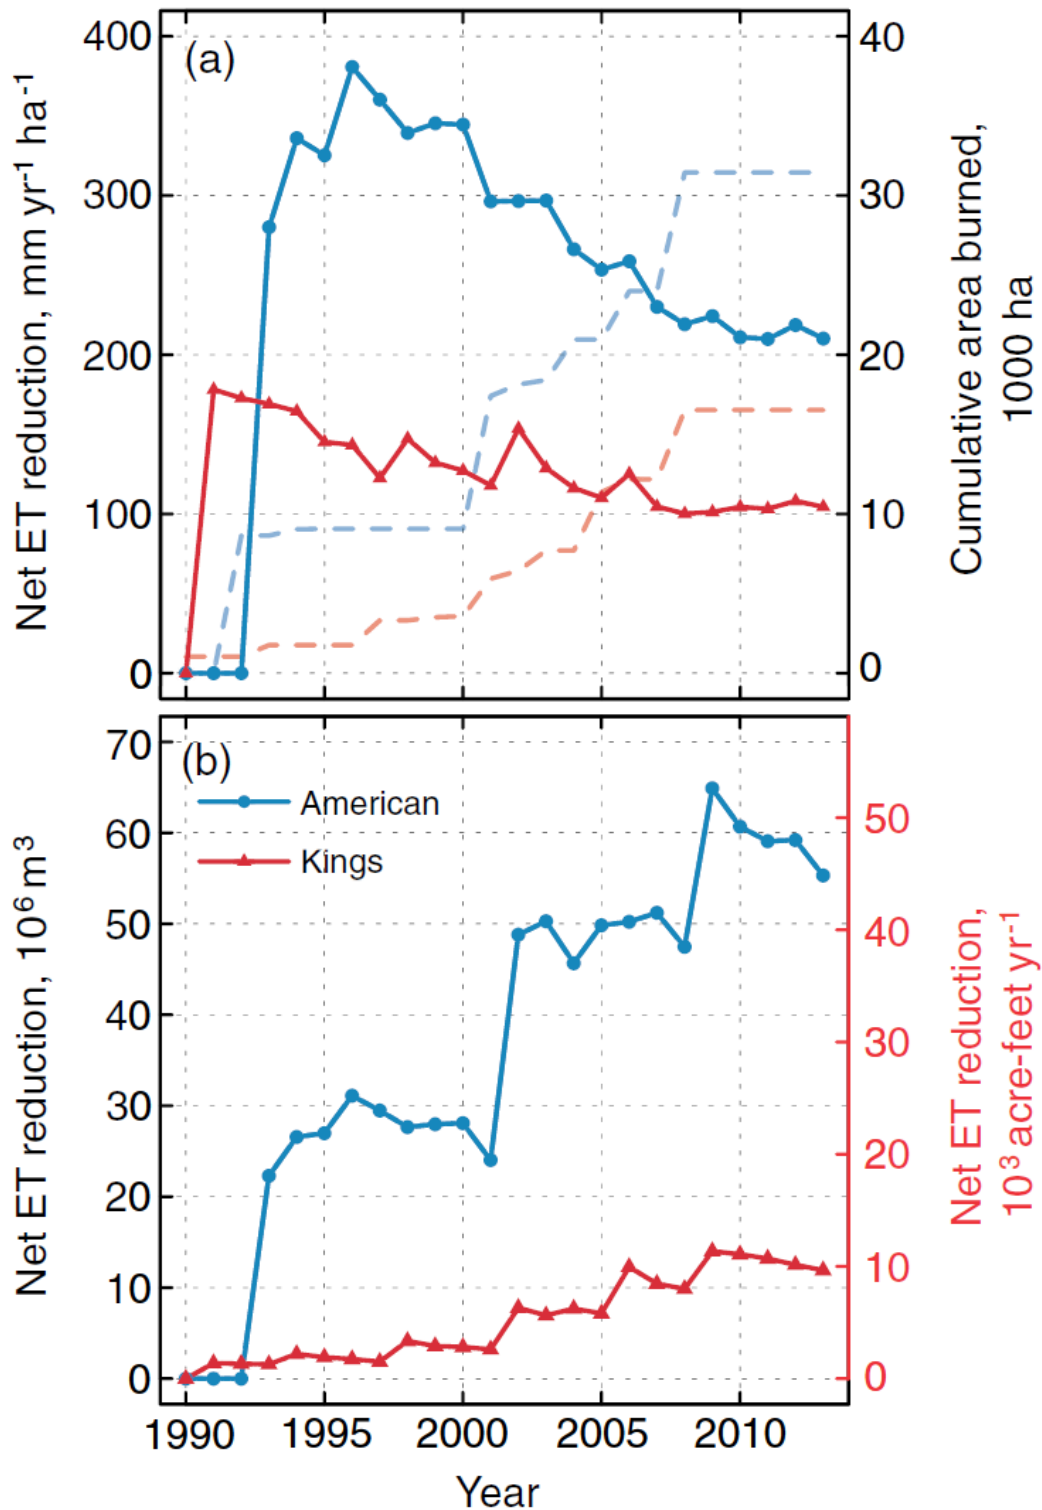 (a)
400
300
200
100
0
Net ET reduction, mm yr⁻¹ ha⁻¹
40
30
20
10
0
Cumulative area burned,
1000 ha
(b)
American
Kings
70
60
50
40
30
20
10
0
Net ET reduction, 10⁶ m³
50
40
30
20
10
0
Net ET reduction,
10³ acre-feet yr⁻¹
1990 1995 2000 2005 2010
Year